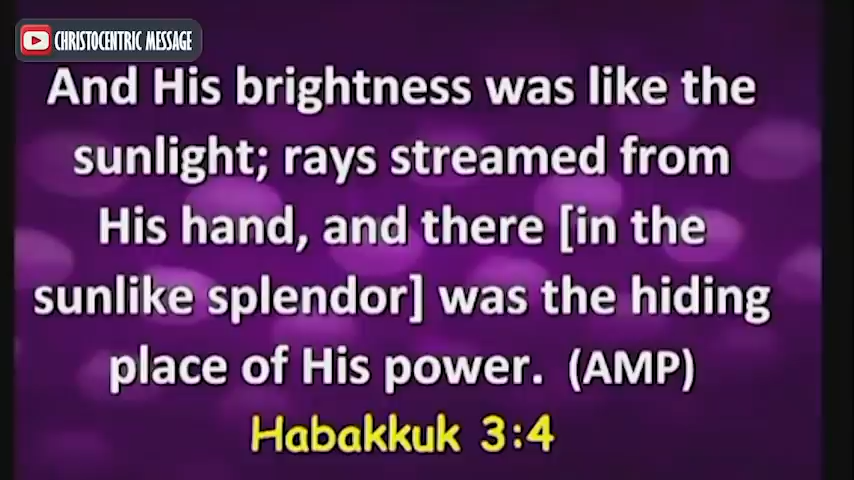 CHRISTOCENTRIC MESSAGE
And His brightness was like the
sunlight; rays streamed from
His hand, and there [in the
sunlike splendor] was the hiding
place of His power. (AMP)
Habakkuk 3:4